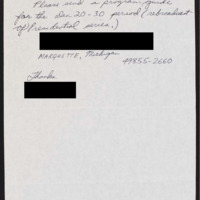 Please send a program guide
for the Dec 20-30 period (rebroadcast
of Presidential series.)
MARQUETTE, Michigan
49855-2660
Thanks